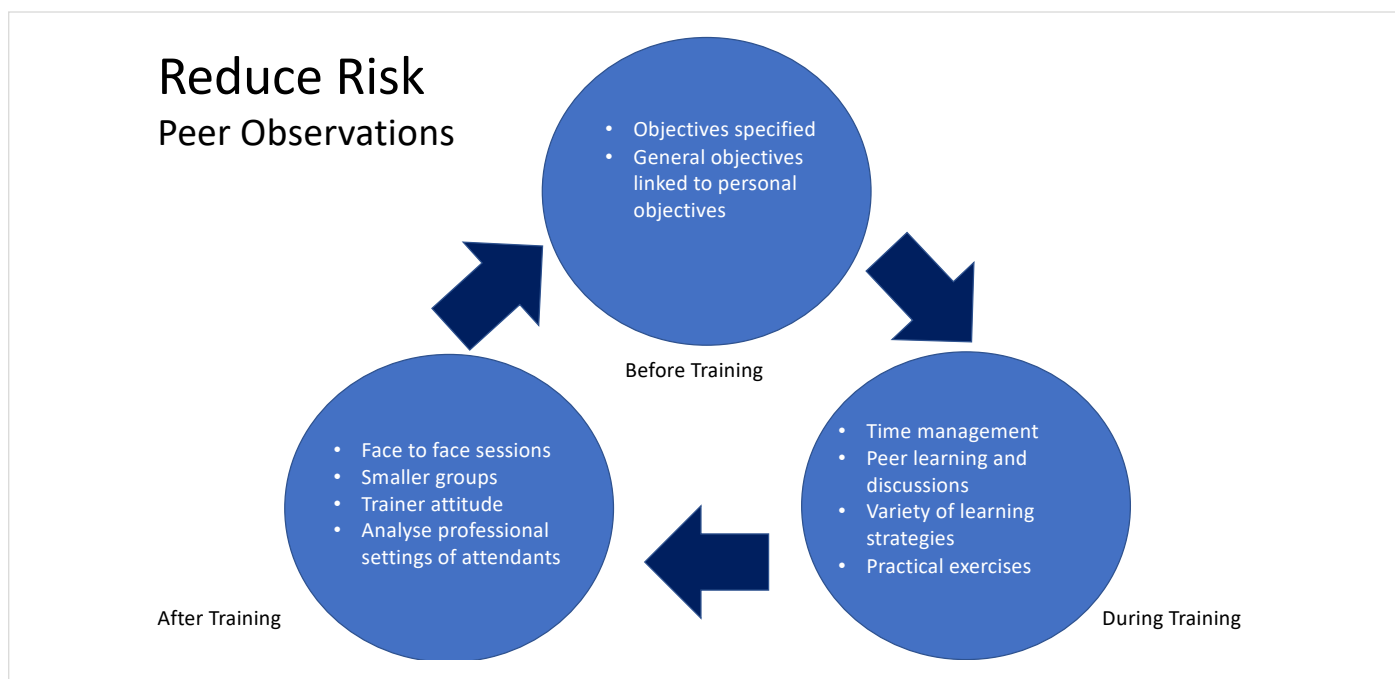 Reduce Risk
Peer Observations
• Objectives specified
• General objectives
linked to personal
objectives
Before Training
• Time management
• Peer learning and
discussions
• Variety of learning
strategies
• Practical exercises
During Training
• Face to face sessions
• Smaller groups
• Trainer attitude
• Analyse professional
settings of attendants
After Training